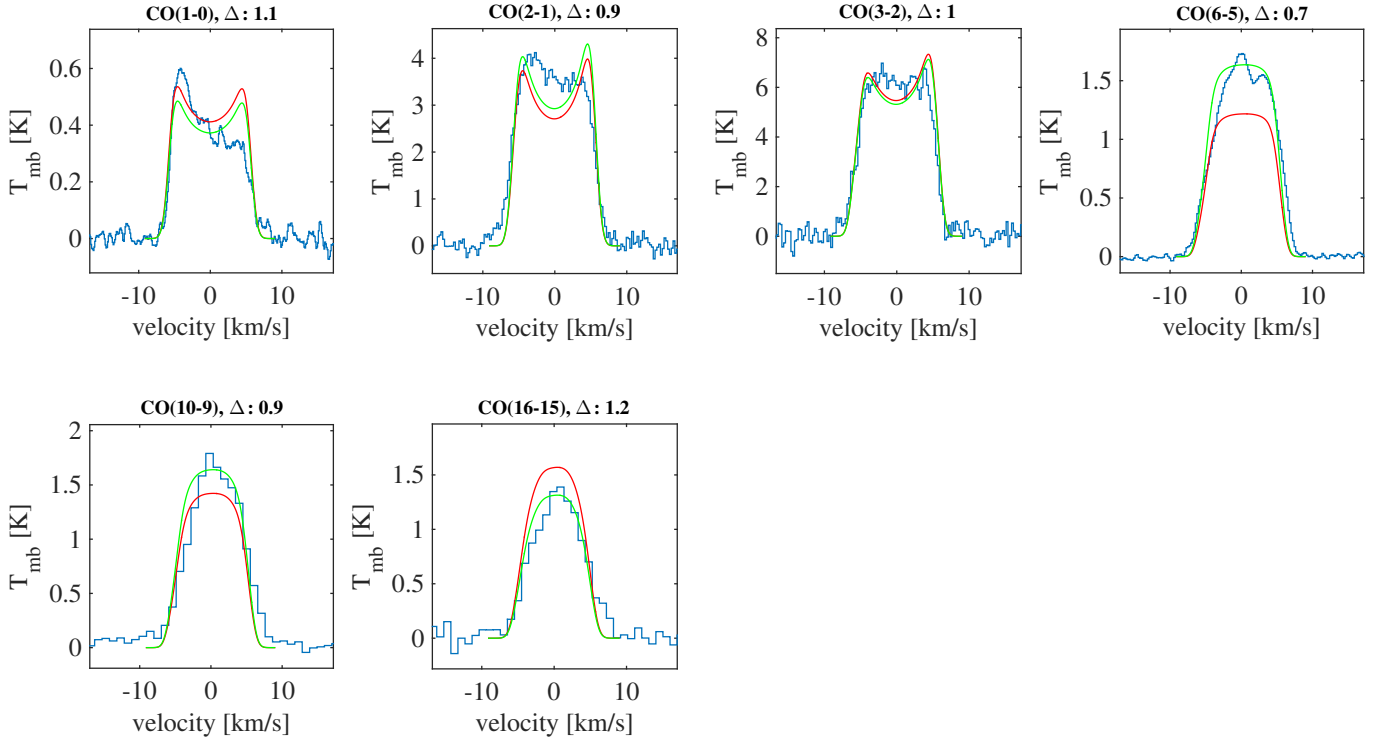 CO(1-0), Δ: 1.1
0.6
0.4
0.2
0
T_mb [K]
-10 0 10
velocity [km/s]
CO(2-1), Δ: 0.9
4
3
2
1
0
T_mb [K]
-10 0 10
velocity [km/s]
CO(3-2), Δ: 1
8
6
4
2
0
T_mb [K]
-10 0 10
velocity [km/s]
CO(6-5), Δ: 0.7
1.5
1
0.5
0
T_mb [K]
-10 0 10
velocity [km/s]
CO(10-9), Δ: 0.9
2
1.5
1
0.5
0
T_mb [K]
-10 0 10
velocity [km/s]
CO(16-15), Δ: 1.2
1.5
1
0.5
0
T_mb [K]
-10 0 10
velocity [km/s]